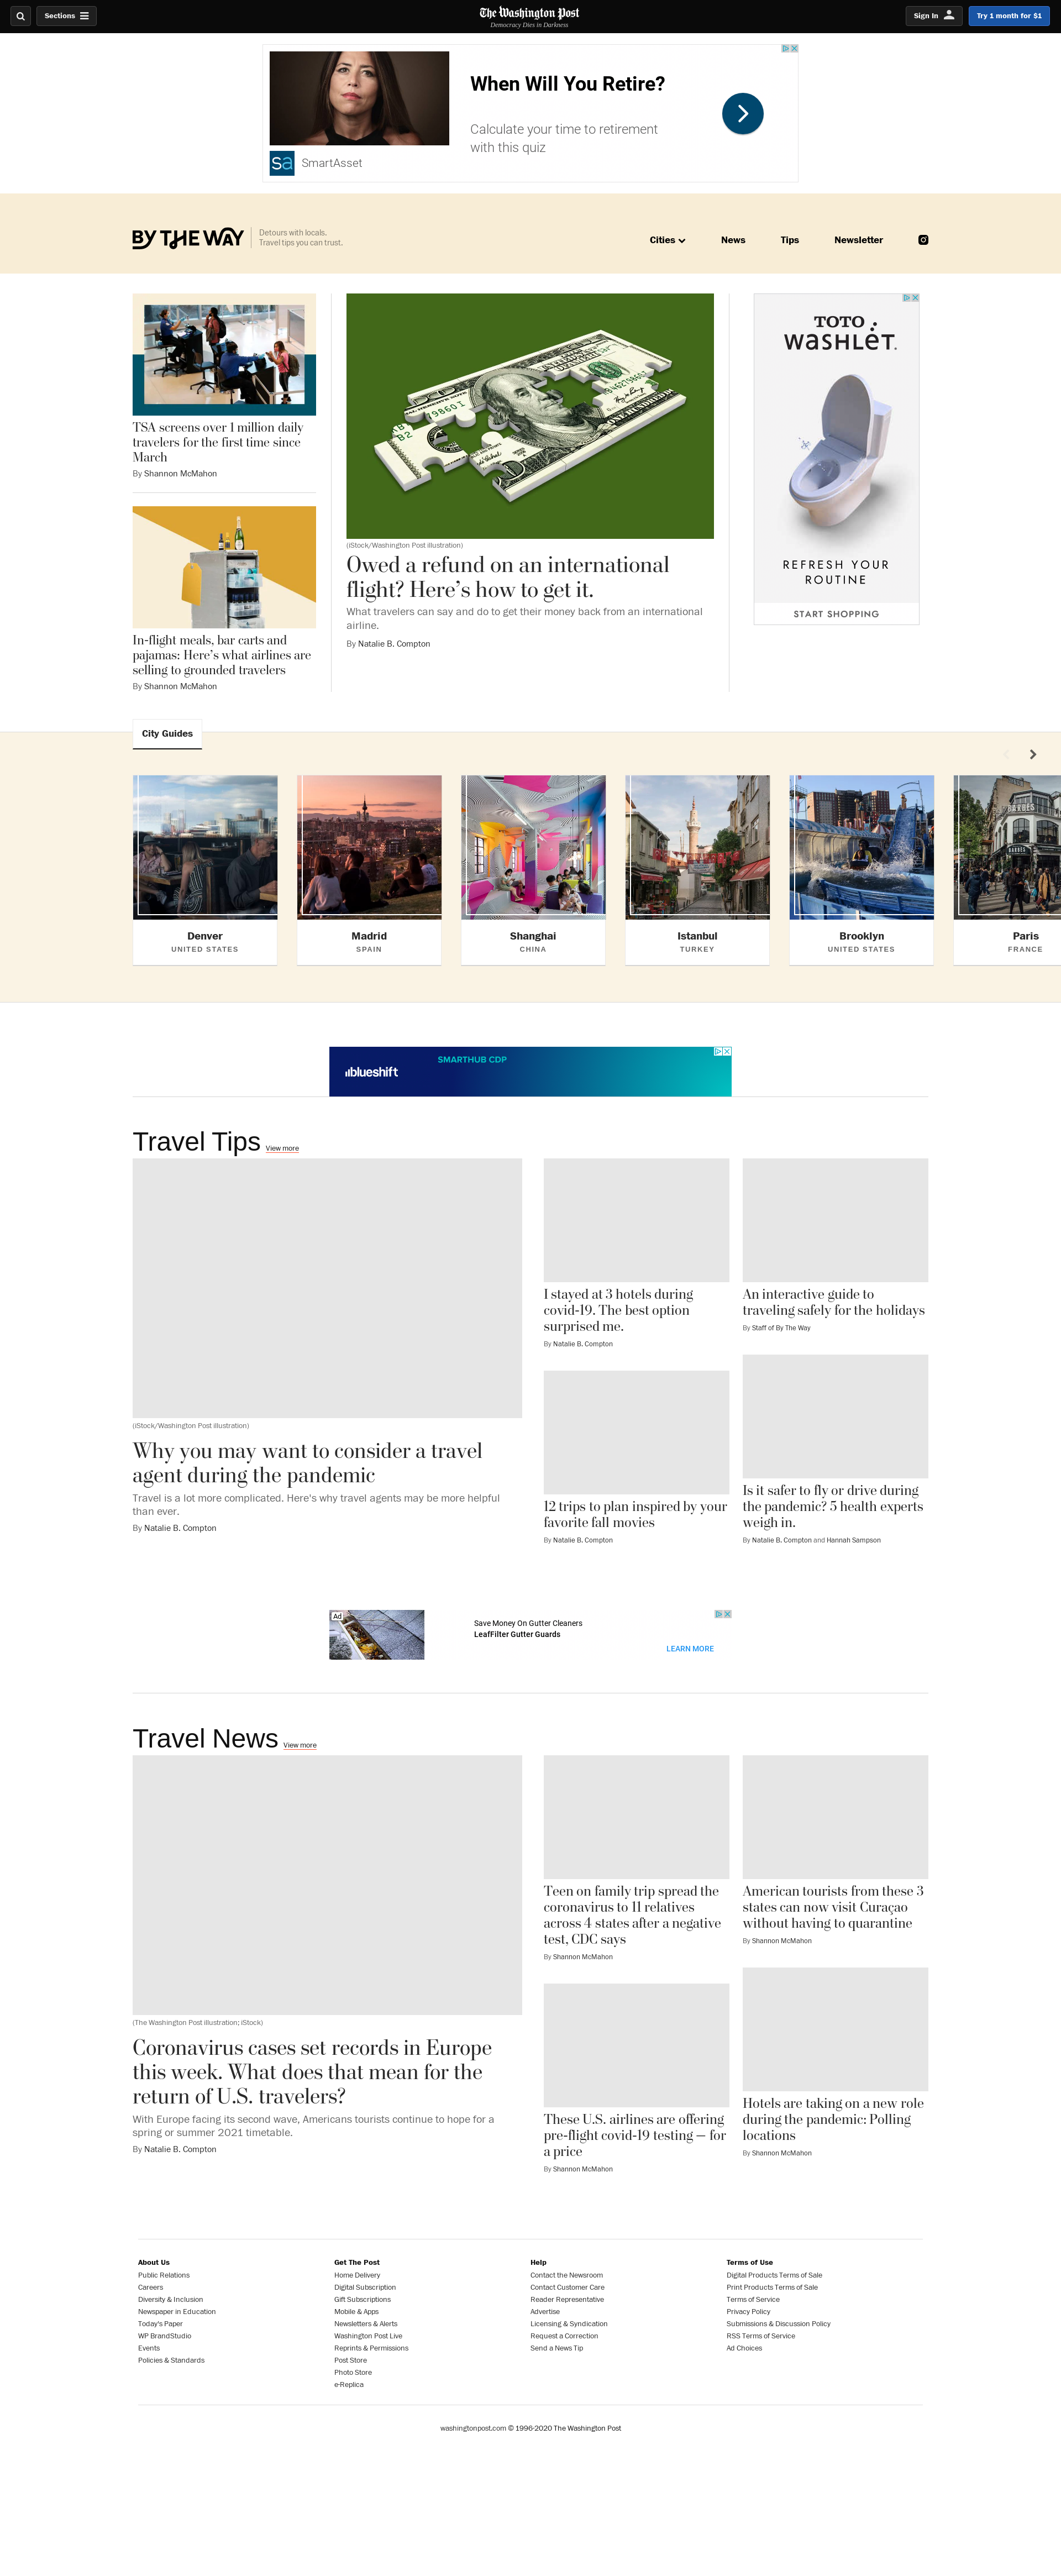 Sections
The Washington Post
Democracy Dies in Darkness
Sign In
Try 1 month for $1
When Will You Retire?
Calculate your time to retirement
with this quiz
sa
SmartAsset
BY THE WAY
Detours with locals.
Travel tips you can trust.
Cities
News
Tips
Newsletter
TSA screens over 1 million daily
travelers for the first time since
March
By Shannon McMahon
In-flight meals, bar carts and
pajamas: Here’s what airlines are
selling to grounded travelers
By Shannon McMahon
(iStock/Washington Post illustration)
Owed a refund on an international
flight? Here’s how to get it.
What travelers can say and do to get their money back from an international
airline.
By Natalie B. Compton
TOTO
WASHLET.
REFRESH YOUR
ROUTINE
START SHOPPING
City Guides
BARBÈS
Denver
UNITED STATES
Madrid
SPAIN
Shanghai
CHINA
Istanbul
TURKEY
Brooklyn
UNITED STATES
Paris
FRANCE
blueshift
SMARTHUB CDP
Travel Tips View more
(iStock/Washington Post illustration)
Why you may want to consider a travel
agent during the pandemic
Travel is a lot more complicated. Here's why travel agents may be more helpful
than ever.
By Natalie B. Compton
I stayed at 3 hotels during
covid-19. The best option
surprised me.
By Natalie B. Compton
12 trips to plan inspired by your
favorite fall movies
By Natalie B. Compton
An interactive guide to
traveling safely for the holidays
By Staff of By The Way
Is it safer to fly or drive during
the pandemic? 5 health experts
weigh in.
By Natalie B. Compton and Hannah Sampson
Ad
Save Money On Gutter Cleaners
LeafFilter Gutter Guards
LEARN MORE
Travel News View more
(The Washington Post illustration; iStock)
Coronavirus cases set records in Europe
this week. What does that mean for the
return of U.S. travelers?
With Europe facing its second wave, Americans tourists continue to hope for a
spring or summer 2021 timetable.
By Natalie B. Compton
Teen on family trip spread the
coronavirus to 11 relatives
across 4 states after a negative
test, CDC says
By Shannon McMahon
These U.S. airlines are offering
pre-flight covid-19 testing — for
a price
By Shannon McMahon
American tourists from these 3
states can now visit Curaçao
without having to quarantine
By Shannon McMahon
Hotels are taking on a new role
during the pandemic: Polling
locations
By Shannon McMahon
About Us
Public Relations
Careers
Diversity & Inclusion
Newspaper in Education
Today's Paper
WP BrandStudio
Events
Policies & Standards
Get The Post
Home Delivery
Digital Subscription
Gift Subscriptions
Mobile & Apps
Newsletters & Alerts
Washington Post Live
Reprints & Permissions
Post Store
Photo Store
e-Replica
Help
Contact the Newsroom
Contact Customer Care
Reader Representative
Advertise
Licensing & Syndication
Request a Correction
Send a News Tip
Terms of Use
Digital Products Terms of Sale
Print Products Terms of Sale
Terms of Service
Privacy Policy
Submissions & Discussion Policy
RSS Terms of Service
Ad Choices
washingtonpost.com © 1996-2020 The Washington Post